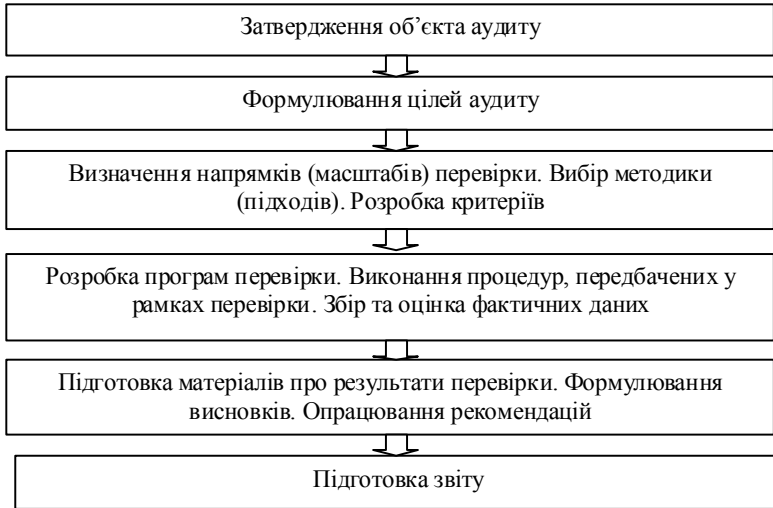 Затвердження об’єкта аудиту
Формулювання цілей аудиту
Визначення напрямків (масштабів) перевірки. Вибір методики
(підходів). Розробка критеріїв
Розробка програм перевірки. Виконання процедур, передбачених у
рамках перевірки. Збір та оцінка фактичних даних
Підготовка матеріалів про результати перевірки. Формулювання
висновків. Опрацювання рекомендацій
Підготовка звіту